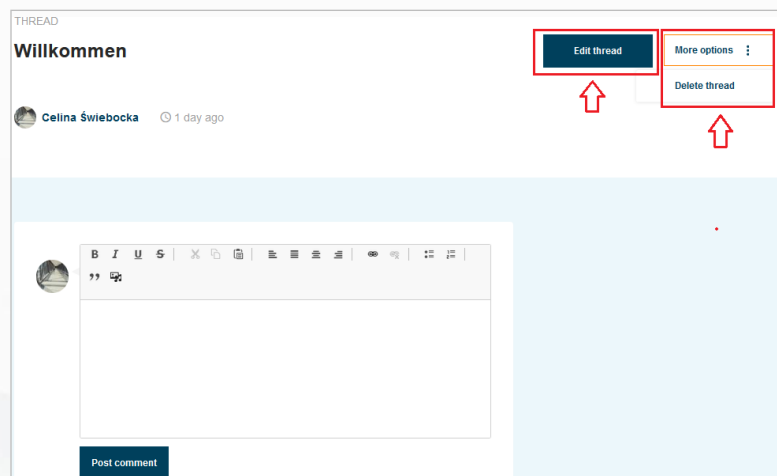 THREAD
Willkommen
Edit thread
More options
Delete thread
Celina Świebocka 1 day ago
B I U S
Post comment